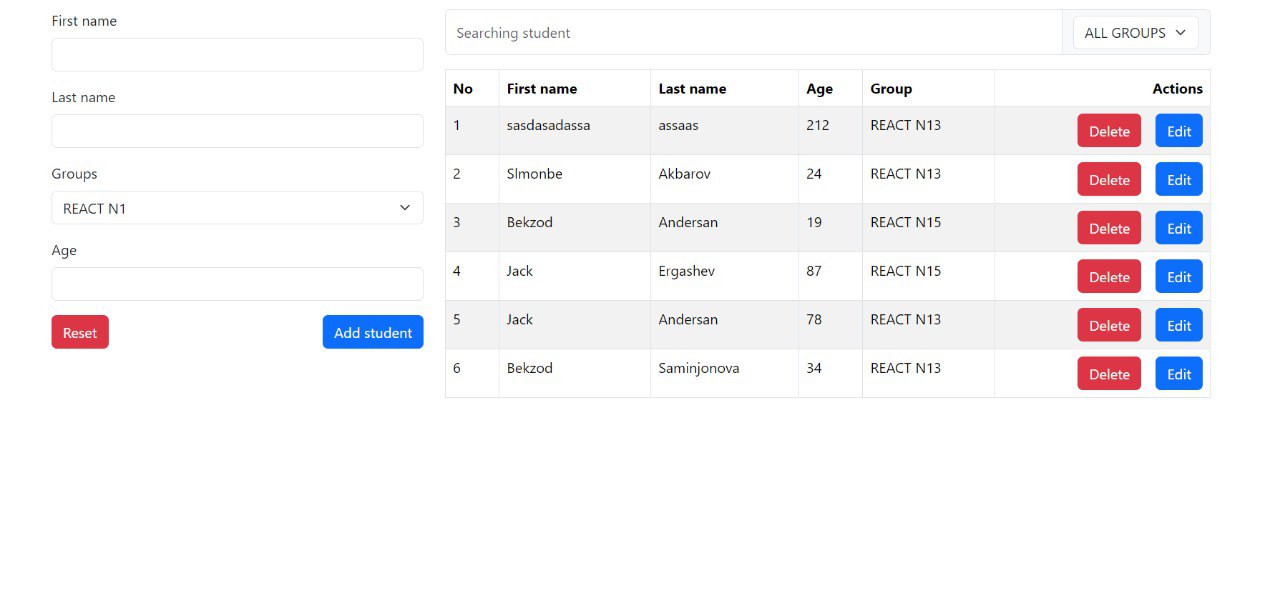 First name
Last name
Groups
REACT N1
Age
Reset Add student
Searching student ALL GROUPS
No First name Last name Age Group Actions
1 sasdasadassa assaas 212 REACT N13 Delete Edit
2 Slmonbe Akbarov 24 REACT N13 Delete Edit
3 Bekzod Andersan 19 REACT N15 Delete Edit
4 Jack Ergashev 87 REACT N15 Delete Edit
5 Jack Andersan 78 REACT N13 Delete Edit
6 Bekzod Saminjonova 34 REACT N13 Delete Edit